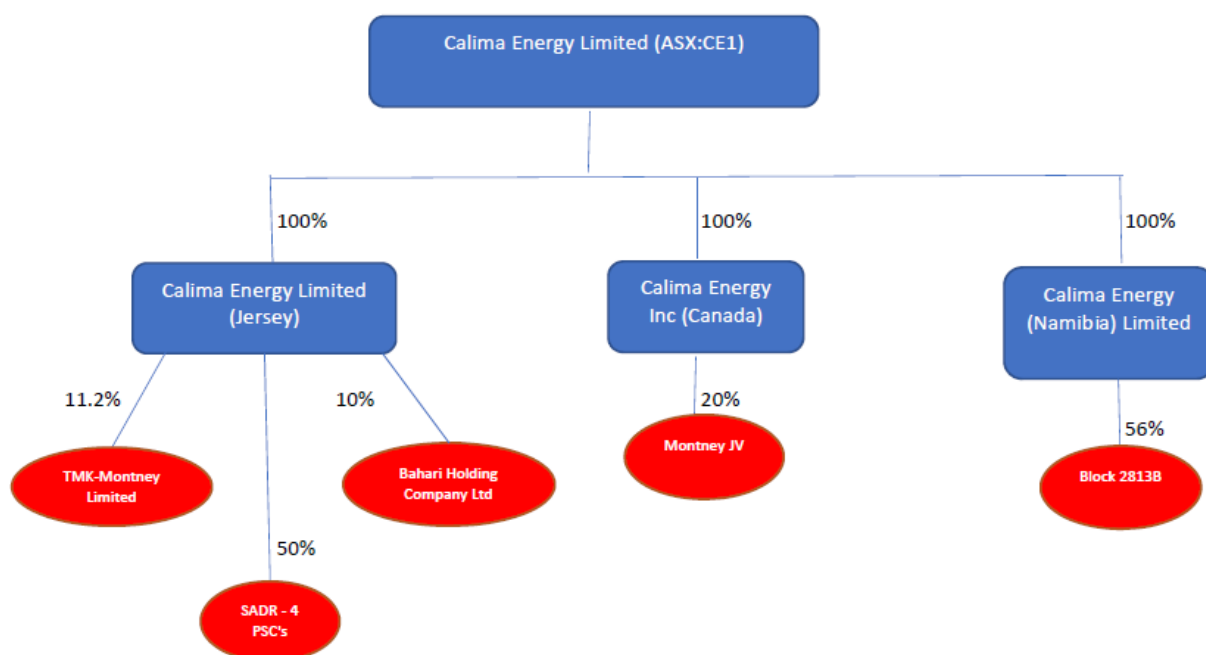 Calima Energy Limited (ASX:CE1)
100%
100%
100%
Calima Energy Limited
(Jersey)
Calima Energy
Inc (Canada)
Calima Energy
(Namibia) Limited
11.2%
10%
20%
56%
TMK-Montney
Limited
Bahari Holding
Company Ltd
Montney JV
Block 2813B
50%
SADR - 4
PSC's